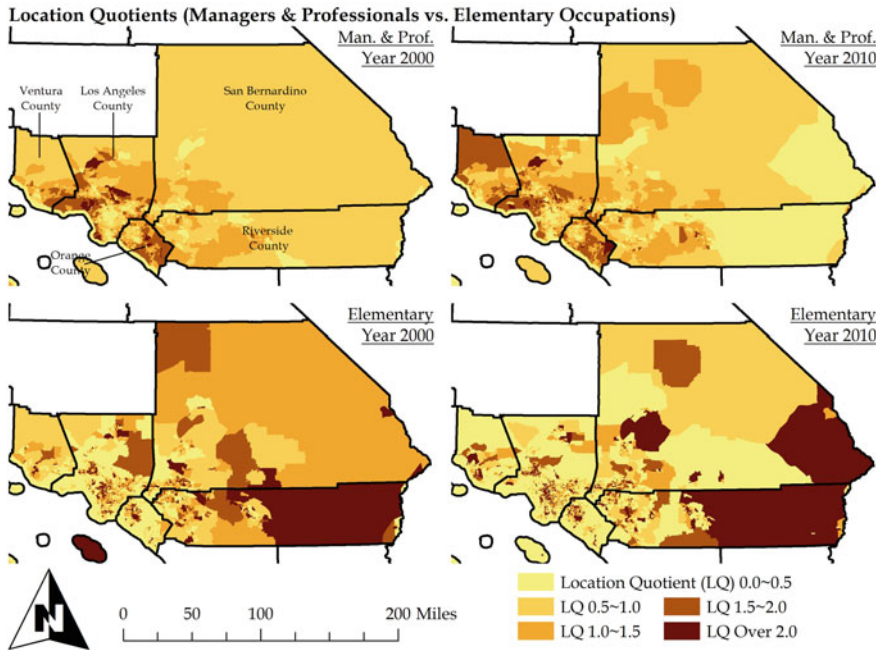 Location Quotients (Managers & Professionals vs. Elementary Occupations)
Man. & Prof.
Year 2000
Ventura
County
Los Angeles
County
San Bernardino
County
Orange
County
Riverside
County
Man. & Prof.
Year 2010
Elementary
Year 2000
Elementary
Year 2010
N
0 50 100 200 Miles
Location Quotient (LQ) 0.0~0.5
LQ 0.5~1.0
LQ 1.5~2.0
LQ 1.0~1.5
LQ Over 2.0